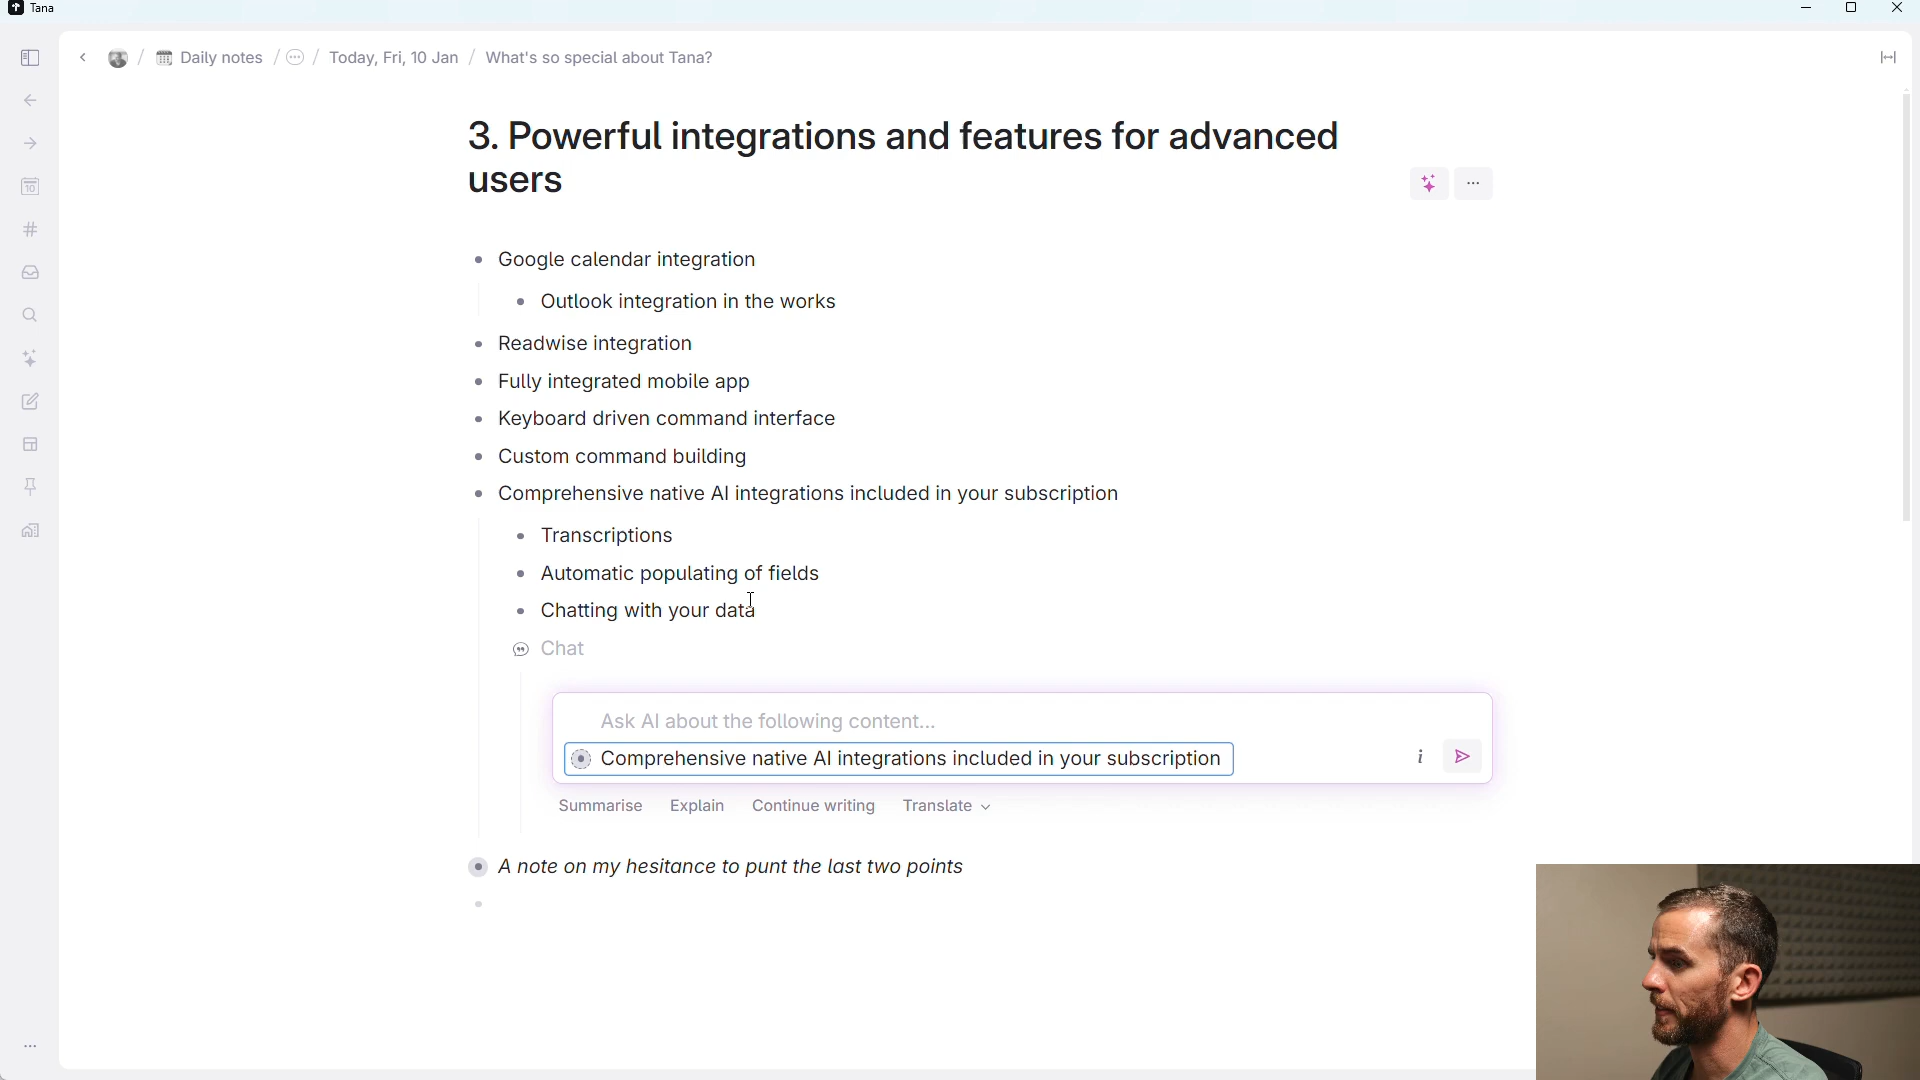 Tana
/ Daily notes / / Today, Fri, 10 Jan / What's so special about Tana?
3. Powerful integrations and features for advanced
users
10
Google calendar integration
Outlook integration in the works
Readwise integration
Fully integrated mobile app
Keyboard driven command interface
Custom command building
Comprehensive native AI integrations included in your subscription
Transcriptions
Automatic populating of fields
Chatting with your data
Chat
Ask AI about the following content...
Comprehensive native AI integrations included in your subscription
i
Summarise Explain Continue writing Translate
A note on my hesitance to punt the last two points